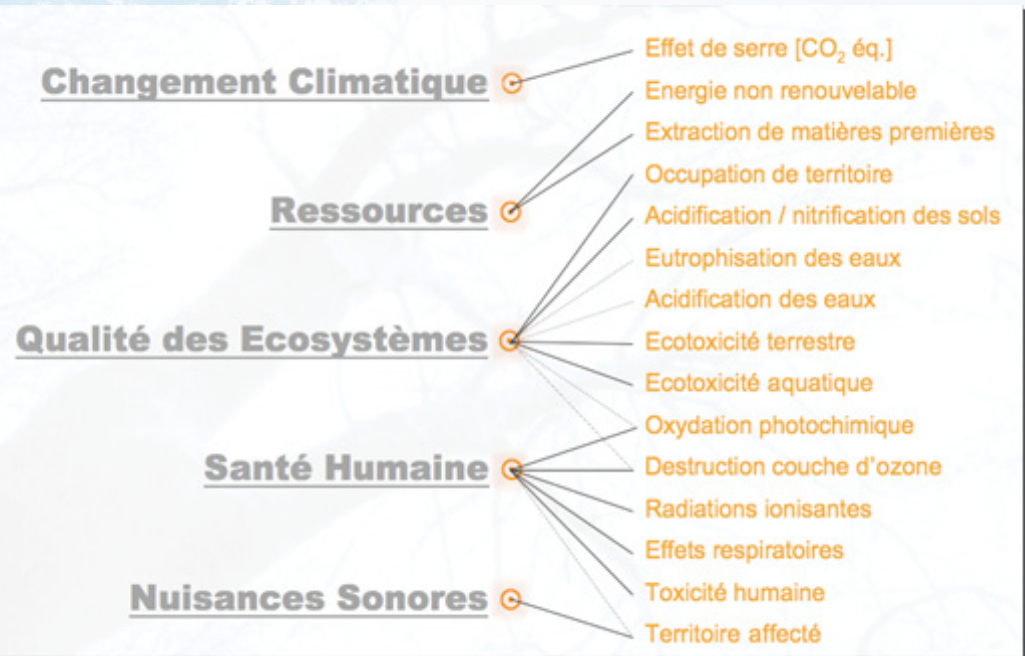 Changement Climatique
Ressources
Qualité des Ecosystèmes
Santé Humaine
Nuisances Sonores
Effet de serre [CO₂ éq.]
Energie non renouvelable
Extraction de matières premières
Occupation de territoire
Acidification / nitrification des sols
Eutrophisation des eaux
Acidification des eaux
Ecotoxicité terrestre
Ecotoxicité aquatique
Oxydation photochimique
Destruction couche d'ozone
Radiations ionisantes
Effets respiratoires
Toxicité humaine
Territoire affecté